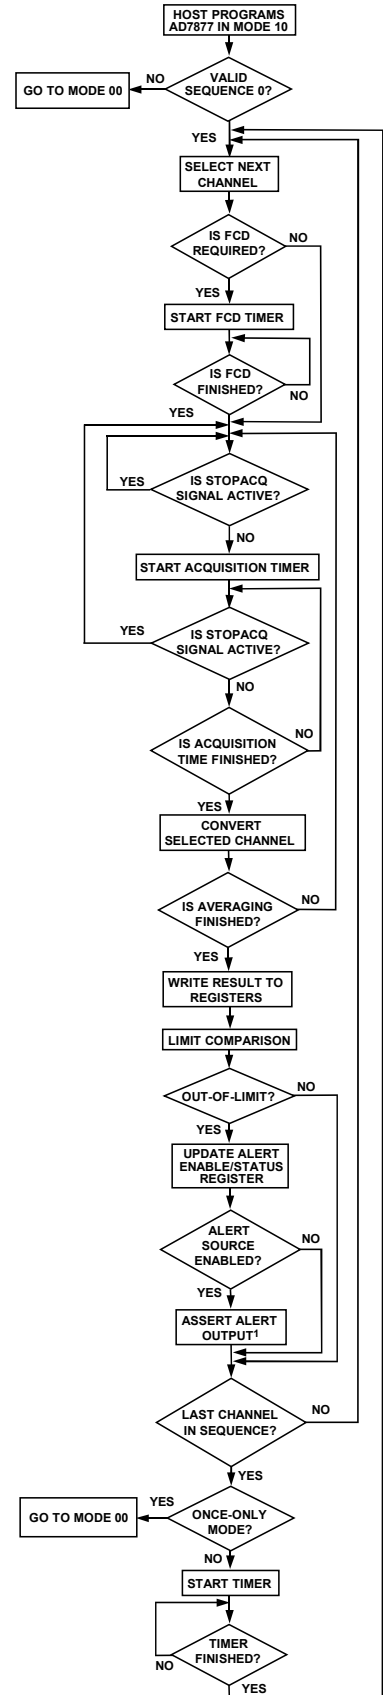 HOST PROGRAMS
AD7877 IN MODE 10
VALID
SEQUENCE 0?
NO
GO TO MODE 00
YES
SELECT NEXT
CHANNEL
IS FCD
REQUIRED?
NO
YES
START FCD TIMER
IS FCD
FINISHED?
NO
YES
IS STOPACQ
SIGNAL ACTIVE?
YES
NO
START ACQUISITION TIMER
IS STOPACQ
SIGNAL ACTIVE?
YES
NO
IS ACQUISITION
TIME FINISHED?
NO
YES
CONVERT
SELECTED CHANNEL
IS AVERAGING
FINISHED?
NO
YES
WRITE RESULT TO
REGISTERS
LIMIT COMPARISON
OUT-OF-LIMIT?
NO
YES
UPDATE ALERT
ENABLE/STATUS
REGISTER
ALERT
SOURCE
ENABLED?
NO
YES
ASSERT ALERT
OUTPUT¹
LAST CHANNEL
IN SEQUENCE?
NO
YES
ONCE-ONLY
MODE?
YES
GO TO MODE 00
NO
START TIMER
TIMER
FINISHED?
NO
YES